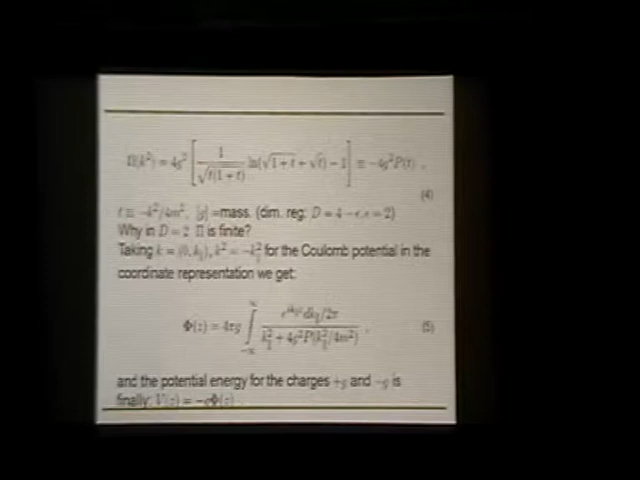 Π(k²) = 4g² [ 1/√(t(1+t)) ln(√(1+t) + √t) − 1 ] ≡ −4g²P(t) ,
(4)
t ≡ −k²/4m², [g] =mass. (dim. reg: D = 4 − ϵ, ϵ = 2)
Why in D = 2 Π is finite?
Taking k = (0, k∥), k² = −k∥² for the Coulomb potential in the
coordinate representation we get:
Φ(z) = 4πg ∫_{−∞}^{∞} e^{ik∥z} dk∥/2π / (k∥² + 4g²P(k∥²/4m²)) , (5)
and the potential energy for the charges +g and −g is
finally: V(z) = −gΦ(z) .